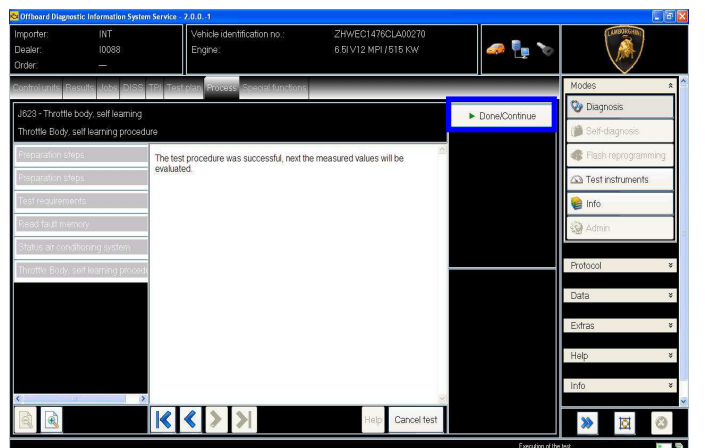 Offboard Diagnostic Information System Service - 2.0.0.-1
Importer: INT
Dealer: I0088
Order: —
Vehicle identification no.: ZHWEC1476CLA00270
Engine: 6.5l V12 MPI / 515 KW
LAMBORGHINI
Control units Results Jobs DISS TPI Test plan Process Special functions
J623 - Throttle body, self learning
Throttle Body, self learning procedure
Done/Continue
Preparation steps
Preparation steps
Test requirements
Read fault memory
Status air conditioning system
Throttle Body, self learning procedu
The test procedure was successful, next the measured values will be
evaluated.
Help
Cancel test
Modes
Diagnosis
Self-diagnosis
Flash reprogramming
Test instruments
Info
Admin
Protocol
Data
Extras
Help
Info
Execution of the test